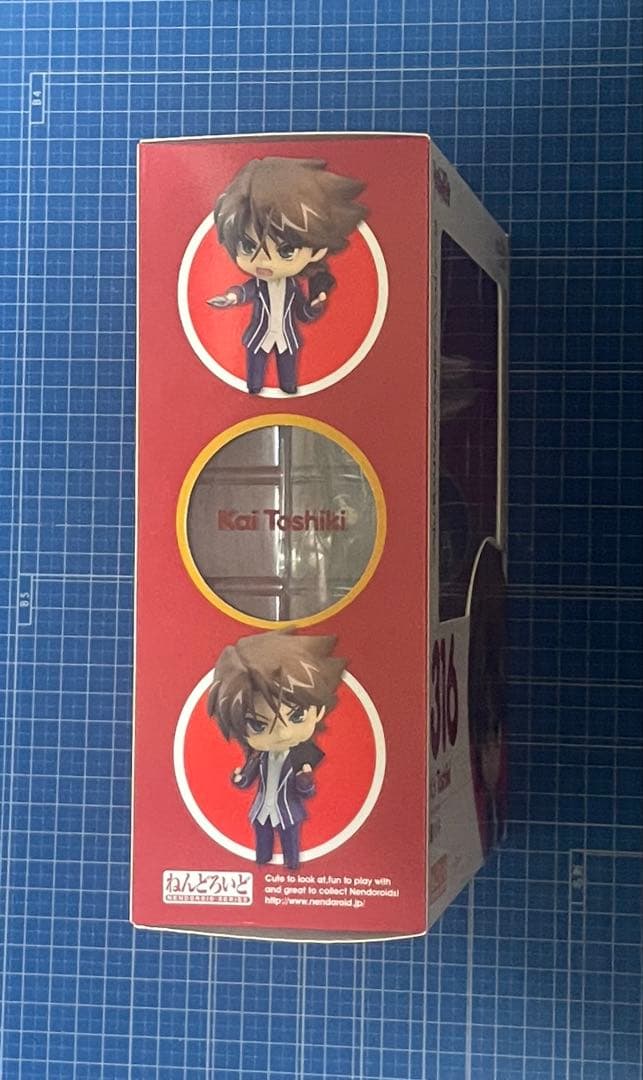 B4
Kai Toshiki
B5
316
ねんどろいど
NENDOROID SERIES
Cute to look at, fun to play with
and great to collect Nendoroids!
http://www.nendoroid.jp/